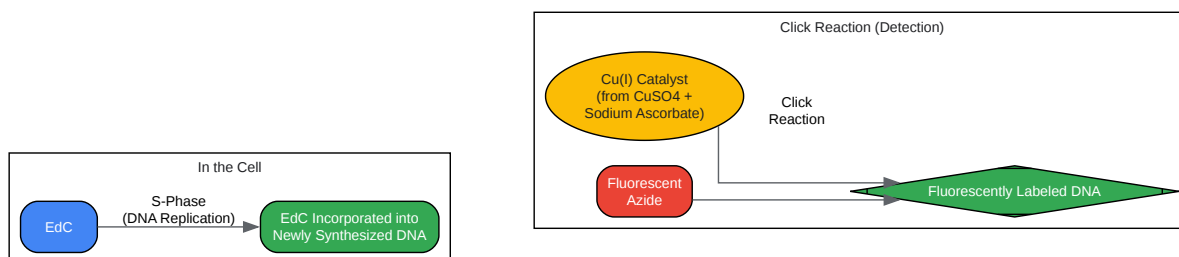 In the Cell
EdC
S-Phase
(DNA Replication)
EdC Incorporated into
Newly Synthesized DNA
Click Reaction (Detection)
Cu(I) Catalyst
(from CuSO4 +
Sodium Ascorbate)
Click
Reaction
Fluorescent
Azide
Fluorescently Labeled DNA